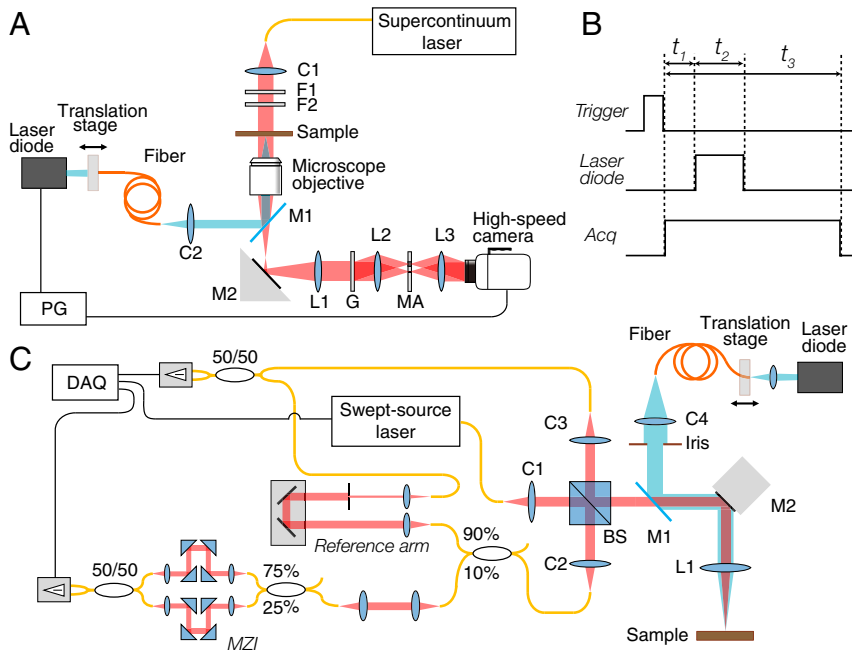 A
Supercontinuum
laser
C1
F1
F2
Sample
Translation
stage
Laser
diode
Fiber
Microscope
objective
M1
C2
High-speed
camera
L2
L3
M2
L1
G
MA
PG
B
t1
t2
t3
Trigger
Laser
diode
Acq
C
DAQ
50/50
Swept-source
laser
C3
C1
BS
C2
Reference arm
90%
10%
50/50
75%
25%
MZI
Fiber
Translation
stage
Laser
diode
C4
Iris
M1
M2
L1
Sample